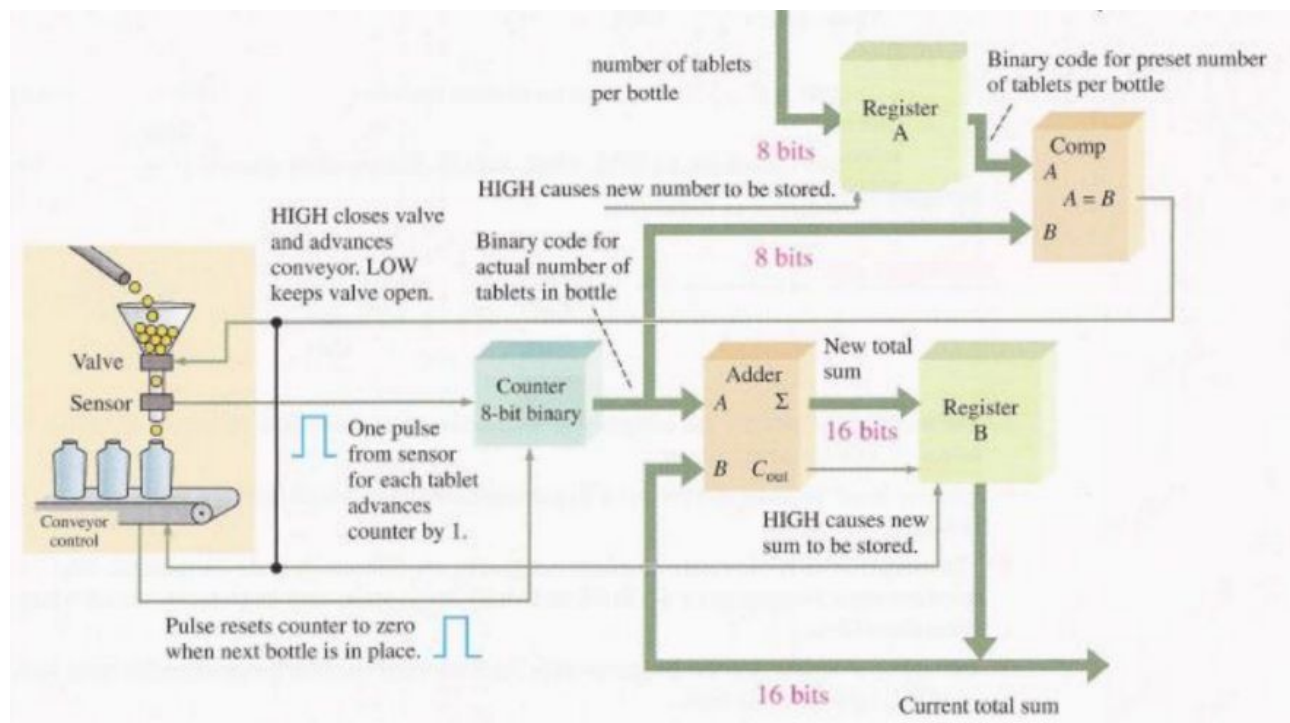 number of tablets
per bottle
Register
A
Binary code for preset number
of tablets per bottle
8 bits
Comp
A
A = B
B
HIGH causes new number to be stored.
8 bits
HIGH closes valve
and advances
conveyor. LOW
keeps valve open.
Binary code for
actual number of
tablets in bottle
Valve
Sensor
Counter
8-bit binary
Adder
A Σ
B Cout
New total
sum
16 bits
Register
B
One pulse
from sensor
for each tablet
advances
counter by 1.
Conveyor
control
HIGH causes new
sum to be stored.
Pulse resets counter to zero
when next bottle is in place.
16 bits
Current total sum